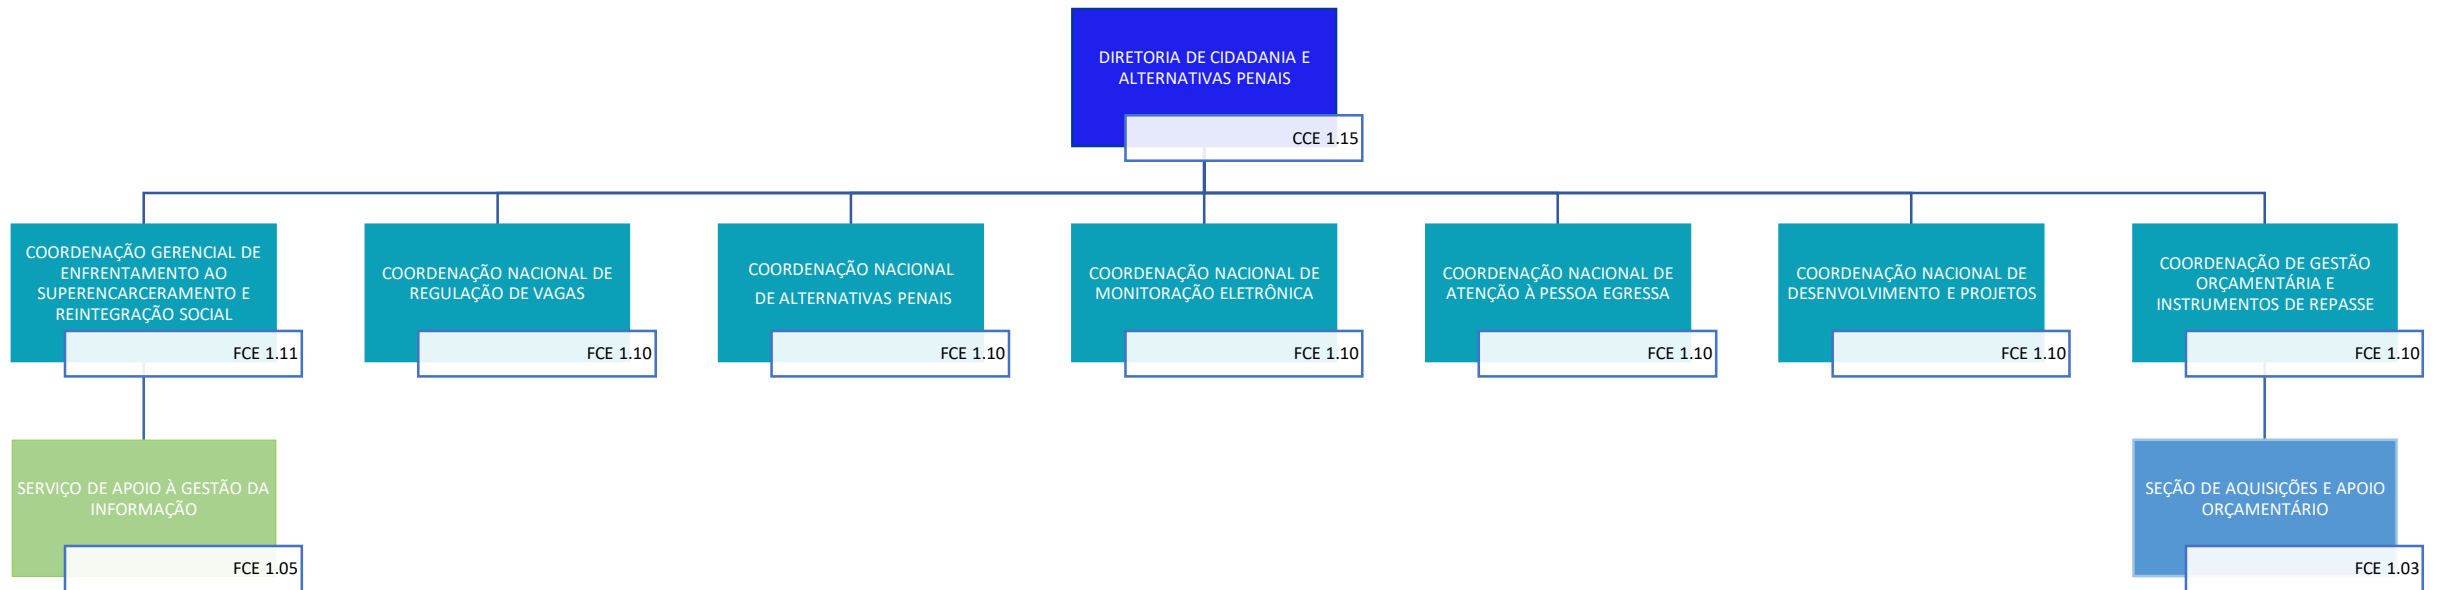 DIRETORIA DE CIDADANIA E
ALTERNATIVAS PENAIS
CCE 1.15
COORDENAÇÃO GERENCIAL DE
ENFRENTAMENTO AO
SUPERENCARCERAMENTO E
REINTEGRAÇÃO SOCIAL
FCE 1.11
COORDENAÇÃO NACIONAL DE
REGULAÇÃO DE VAGAS
FCE 1.10
COORDENAÇÃO NACIONAL
DE ALTERNATIVAS PENAIS
FCE 1.10
COORDENAÇÃO NACIONAL DE
MONITORAÇÃO ELETRÔNICA
FCE 1.10
COORDENAÇÃO NACIONAL DE
ATENÇÃO À PESSOA EGRESSA
FCE 1.10
COORDENAÇÃO NACIONAL DE
DESENVOLVIMENTO E PROJETOS
FCE 1.10
COORDENAÇÃO DE GESTÃO
ORÇAMENTÁRIA E
INSTRUMENTOS DE REPASSE
FCE 1.10
SERVIÇO DE APOIO À GESTÃO DA
INFORMAÇÃO
FCE 1.05
SEÇÃO DE AQUISIÇÕES E APOIO
ORÇAMENTÁRIO
FCE 1.03